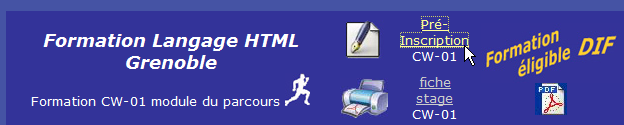 Formation Langage HTML
Grenoble
Formation CW-01 module du parcours
Pré-
Inscription
CW-01
fiche
stage
CW-01
Formation
éligible DIF
PDF